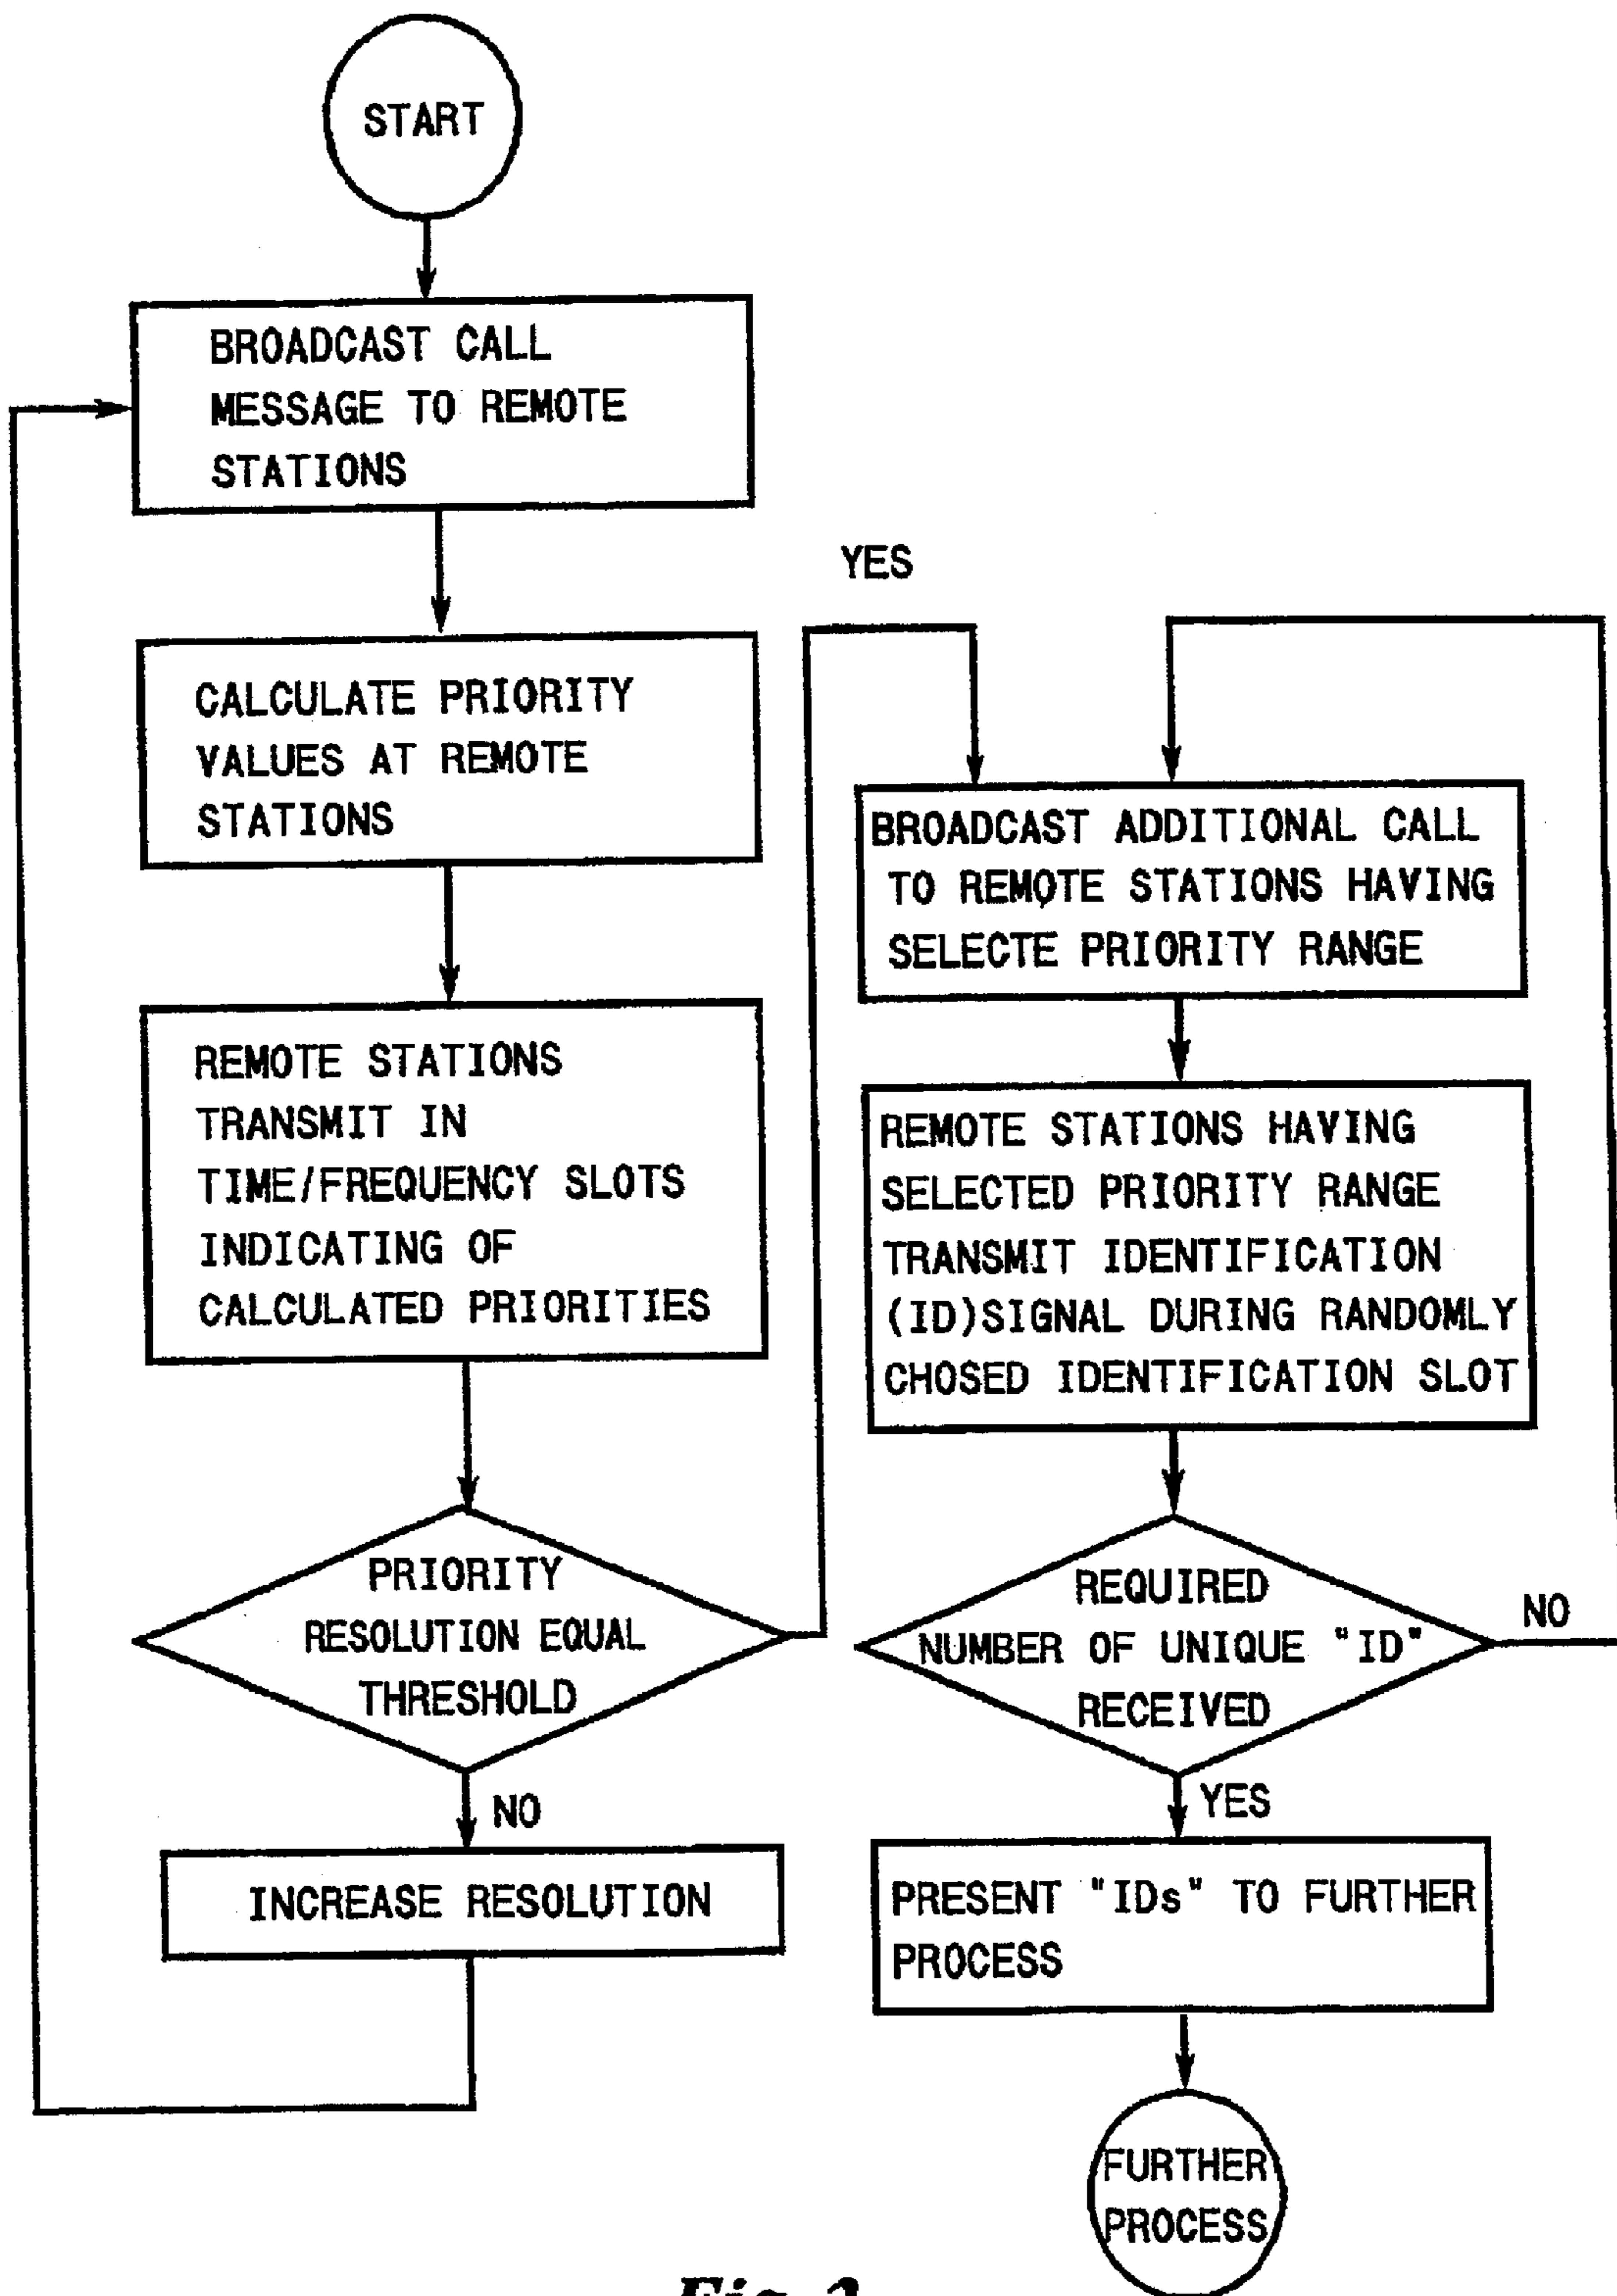 START
BROADCAST CALL
MESSAGE TO REMOTE
STATIONS
CALCULATE PRIORITY
VALUES AT REMOTE
STATIONS
REMOTE STATIONS
TRANSMIT IN
TIME/FREQUENCY SLOTS
INDICATING OF
CALCULATED PRIORITIES
PRIORITY
RESOLUTION EQUAL
THRESHOLD
NO
INCREASE RESOLUTION
YES
BROADCAST ADDITIONAL CALL
TO REMOTE STATIONS HAVING
SELECTE PRIORITY RANGE
REMOTE STATIONS HAVING
SELECTED PRIORITY RANGE
TRANSMIT IDENTIFICATION
(ID)SIGNAL DURING RANDOMLY
CHOSED IDENTIFICATION SLOT
REQUIRED
NUMBER OF UNIQUE "ID"
RECEIVED
NO
YES
PRESENT "IDs" TO FURTHER
PROCESS
FURTHER
PROCESS